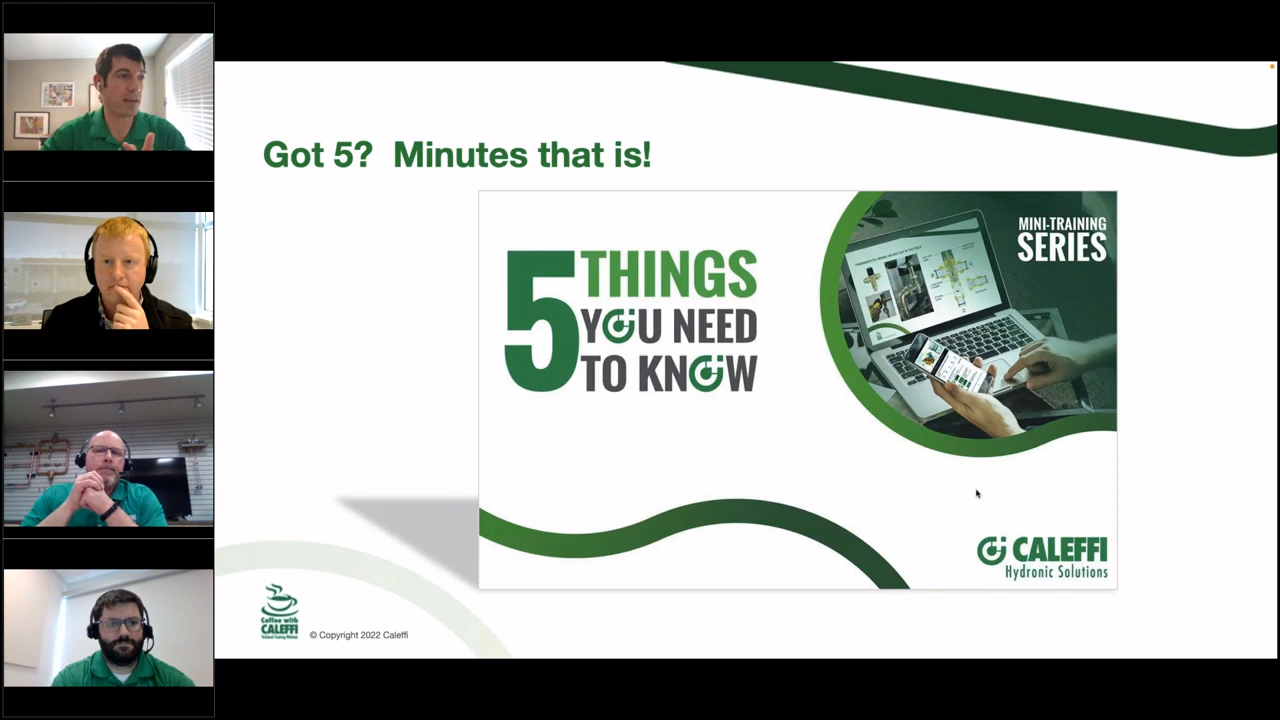 Got 5? Minutes that is!
5 THINGS
YOU NEED
TO KNOW
MINI-TRAINING
SERIES
CALEFFI
Hydronic Solutions
Coffee with
CALEFFI
© Copyright 2022 Caleffi